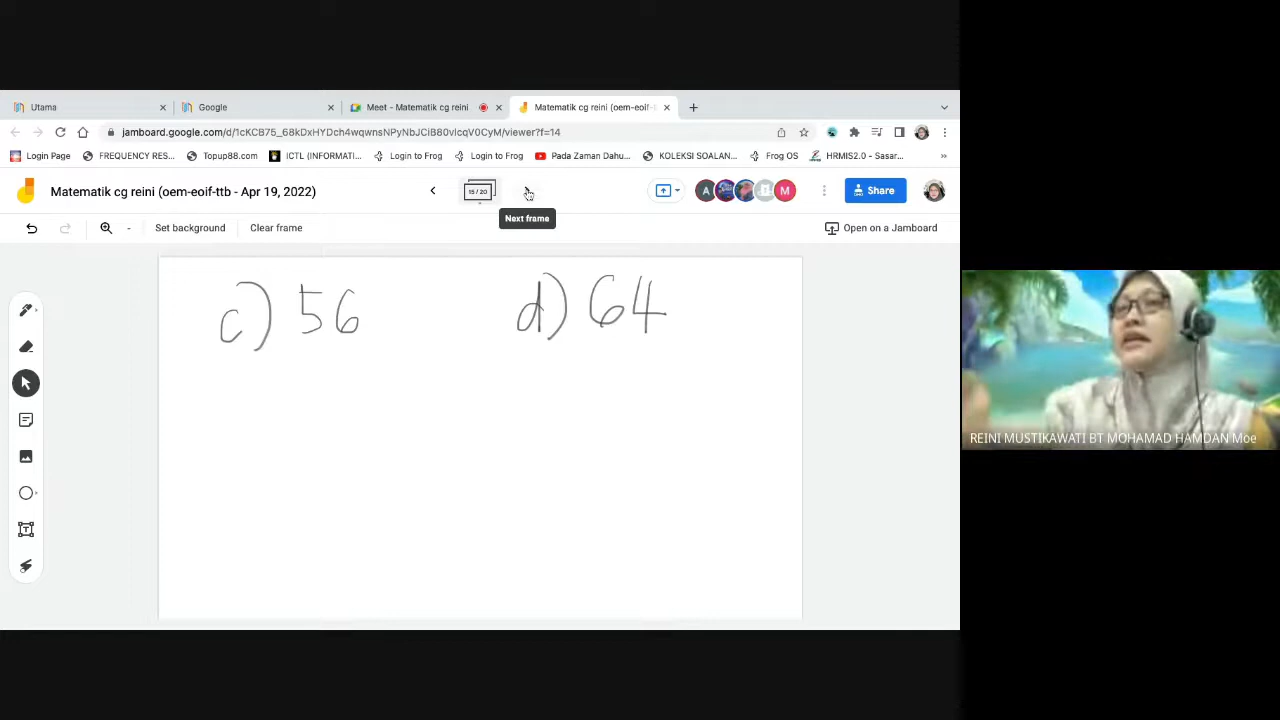 Utama
Google
Meet - Matematik cg reini
Matematik cg reini (oem-eoif-
jamboard.google.com/d/1cKCB75_68kDxHYDch4wqwnsNPyNbJCiB80vIcqV0CyM/viewer?f=14
Login Page
FREQUENCY RES...
Topup88.com
ICTL (INFORMATI...
Login to Frog
Login to Frog
Pada Zaman Dahu...
KOLEKSI SOALAN...
Frog OS
HRMIS2.0 - Sasar...
»
Matematik cg reini (oem-eoif-ttb - Apr 19, 2022)
15 / 20
A
M
Share
Next frame
Set background
Clear frame
Open on a Jamboard
c) 56
d) 64
REINI MUSTIKAWATI BT MOHAMAD HAMDAN Moe